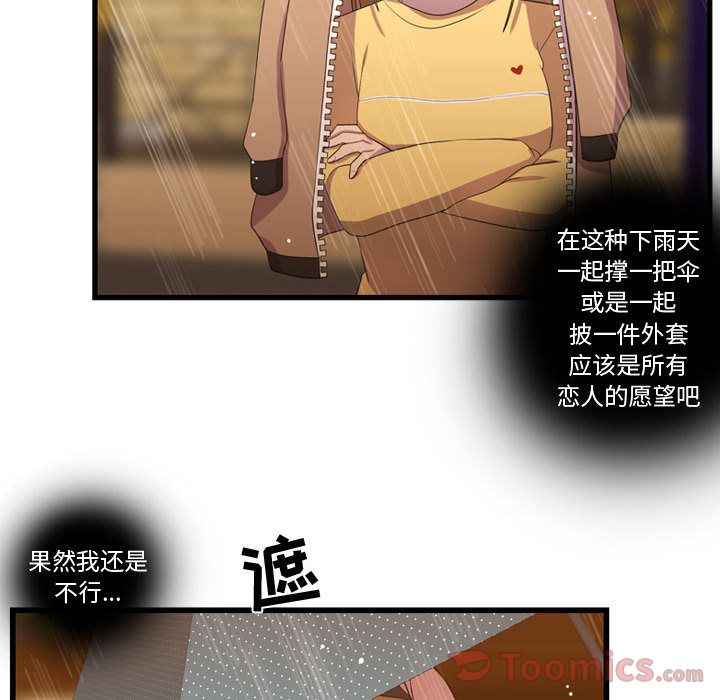 在这种下雨天
一起撑一把伞
或是一起
披一件外套
应该是所有
恋人的愿望吧
果然我还是
不行...
遮
Toomics.com